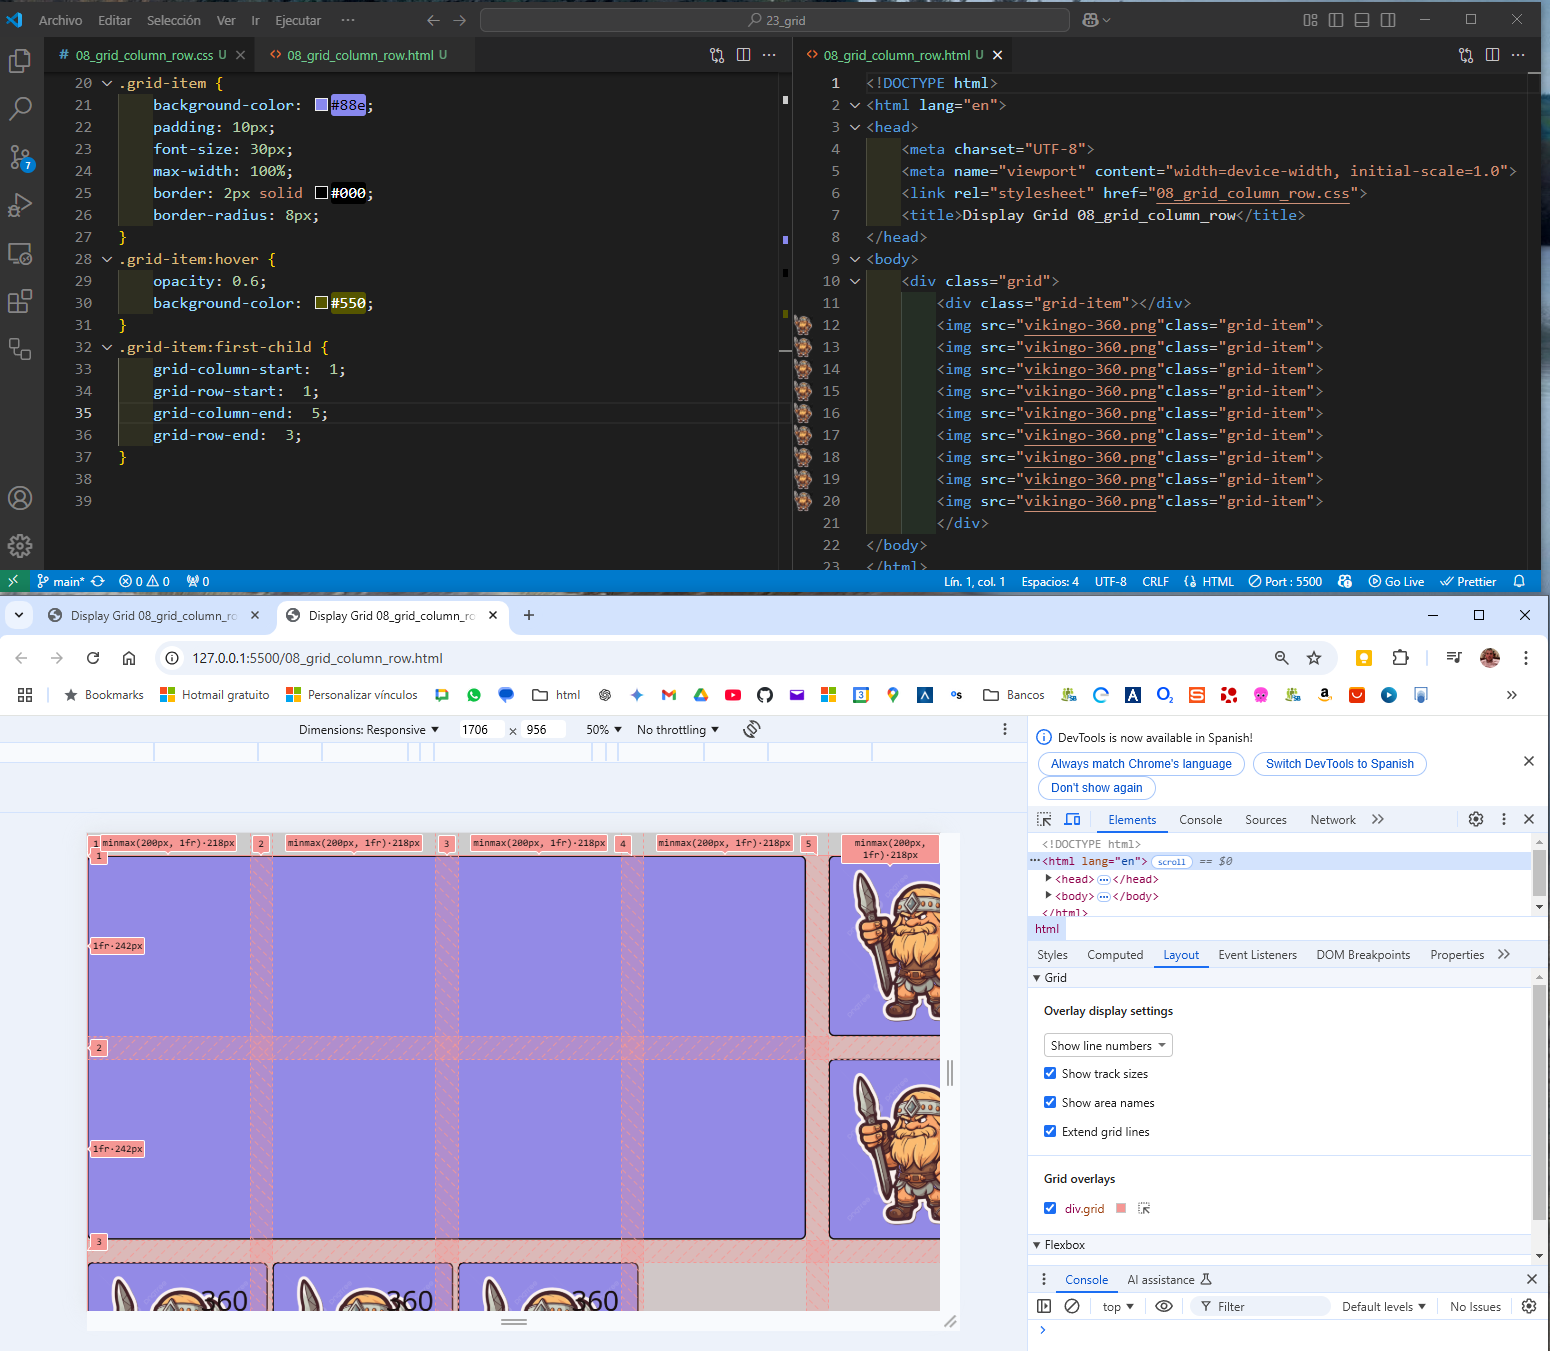 Archivo Editar Selección Ver Ir Ejecutar ··· 23_grid
# 08_grid_column_row.css U
<> 08_grid_column_row.html U
<> 08_grid_column_row.html U
20 .grid-item {
21 background-color: #88e;
22 padding: 10px;
23 font-size: 30px;
24 max-width: 100%;
25 border: 2px solid #000;
26 border-radius: 8px;
27 }
28 .grid-item:hover {
29 opacity: 0.6;
30 background-color: #550;
31 }
32 .grid-item:first-child {
33 grid-column-start: 1;
34 grid-row-start: 1;
35 grid-column-end: 5;
36 grid-row-end: 3;
37 }
38
39
1 <!DOCTYPE html>
2 <html lang="en">
3 <head>
4 <meta charset="UTF-8">
5 <meta name="viewport" content="width=device-width, initial-scale=1.0">
6 <link rel="stylesheet" href="08_grid_column_row.css">
7 <title>Display Grid 08_grid_column_row</title>
8 </head>
9 <body>
10 <div class="grid">
11 <div class="grid-item"></div>
12 <img src="vikingo-360.png"class="grid-item">
13 <img src="vikingo-360.png"class="grid-item">
14 <img src="vikingo-360.png"class="grid-item">
15 <img src="vikingo-360.png"class="grid-item">
16 <img src="vikingo-360.png"class="grid-item">
17 <img src="vikingo-360.png"class="grid-item">
18 <img src="vikingo-360.png"class="grid-item">
19 <img src="vikingo-360.png"class="grid-item">
20 <img src="vikingo-360.png"class="grid-item">
21 </div>
22 </body>
23 </html>
7
main* 0 0 0 Lín. 1, col. 1 Espacios: 4 UTF-8 CRLF HTML Port : 5500 Go Live Prettier
Display Grid 08_grid_column_ro
Display Grid 08_grid_column_ro
127.0.0.1:5500/08_grid_column_row.html
Bookmarks Hotmail gratuito Personalizar vínculos html Bancos
Dimensions: Responsive 1706 × 956 50% No throttling
1 minmax(200px, 1fr)·218px 2 minmax(200px, 1fr)·218px 3 minmax(200px, 1fr)·218px 4 minmax(200px, 1fr)·218px 5 minmax(200px, 1fr)·218px
1
1fr·242px
2
1fr·242px
3
360 360 360
DevTools is now available in Spanish!
Always match Chrome's language
Switch DevTools to Spanish
Don't show again
Elements Console Sources Network
<!DOCTYPE html>
···<html lang="en"> scroll == $0
<head> ··· </head>
<body> ··· </body>
</html>
html
Styles Computed Layout Event Listeners DOM Breakpoints Properties
Grid
Overlay display settings
Show line numbers
Show track sizes
Show area names
Extend grid lines
Grid overlays
div.grid
Flexbox
Console AI assistance
top Filter Default levels No Issues